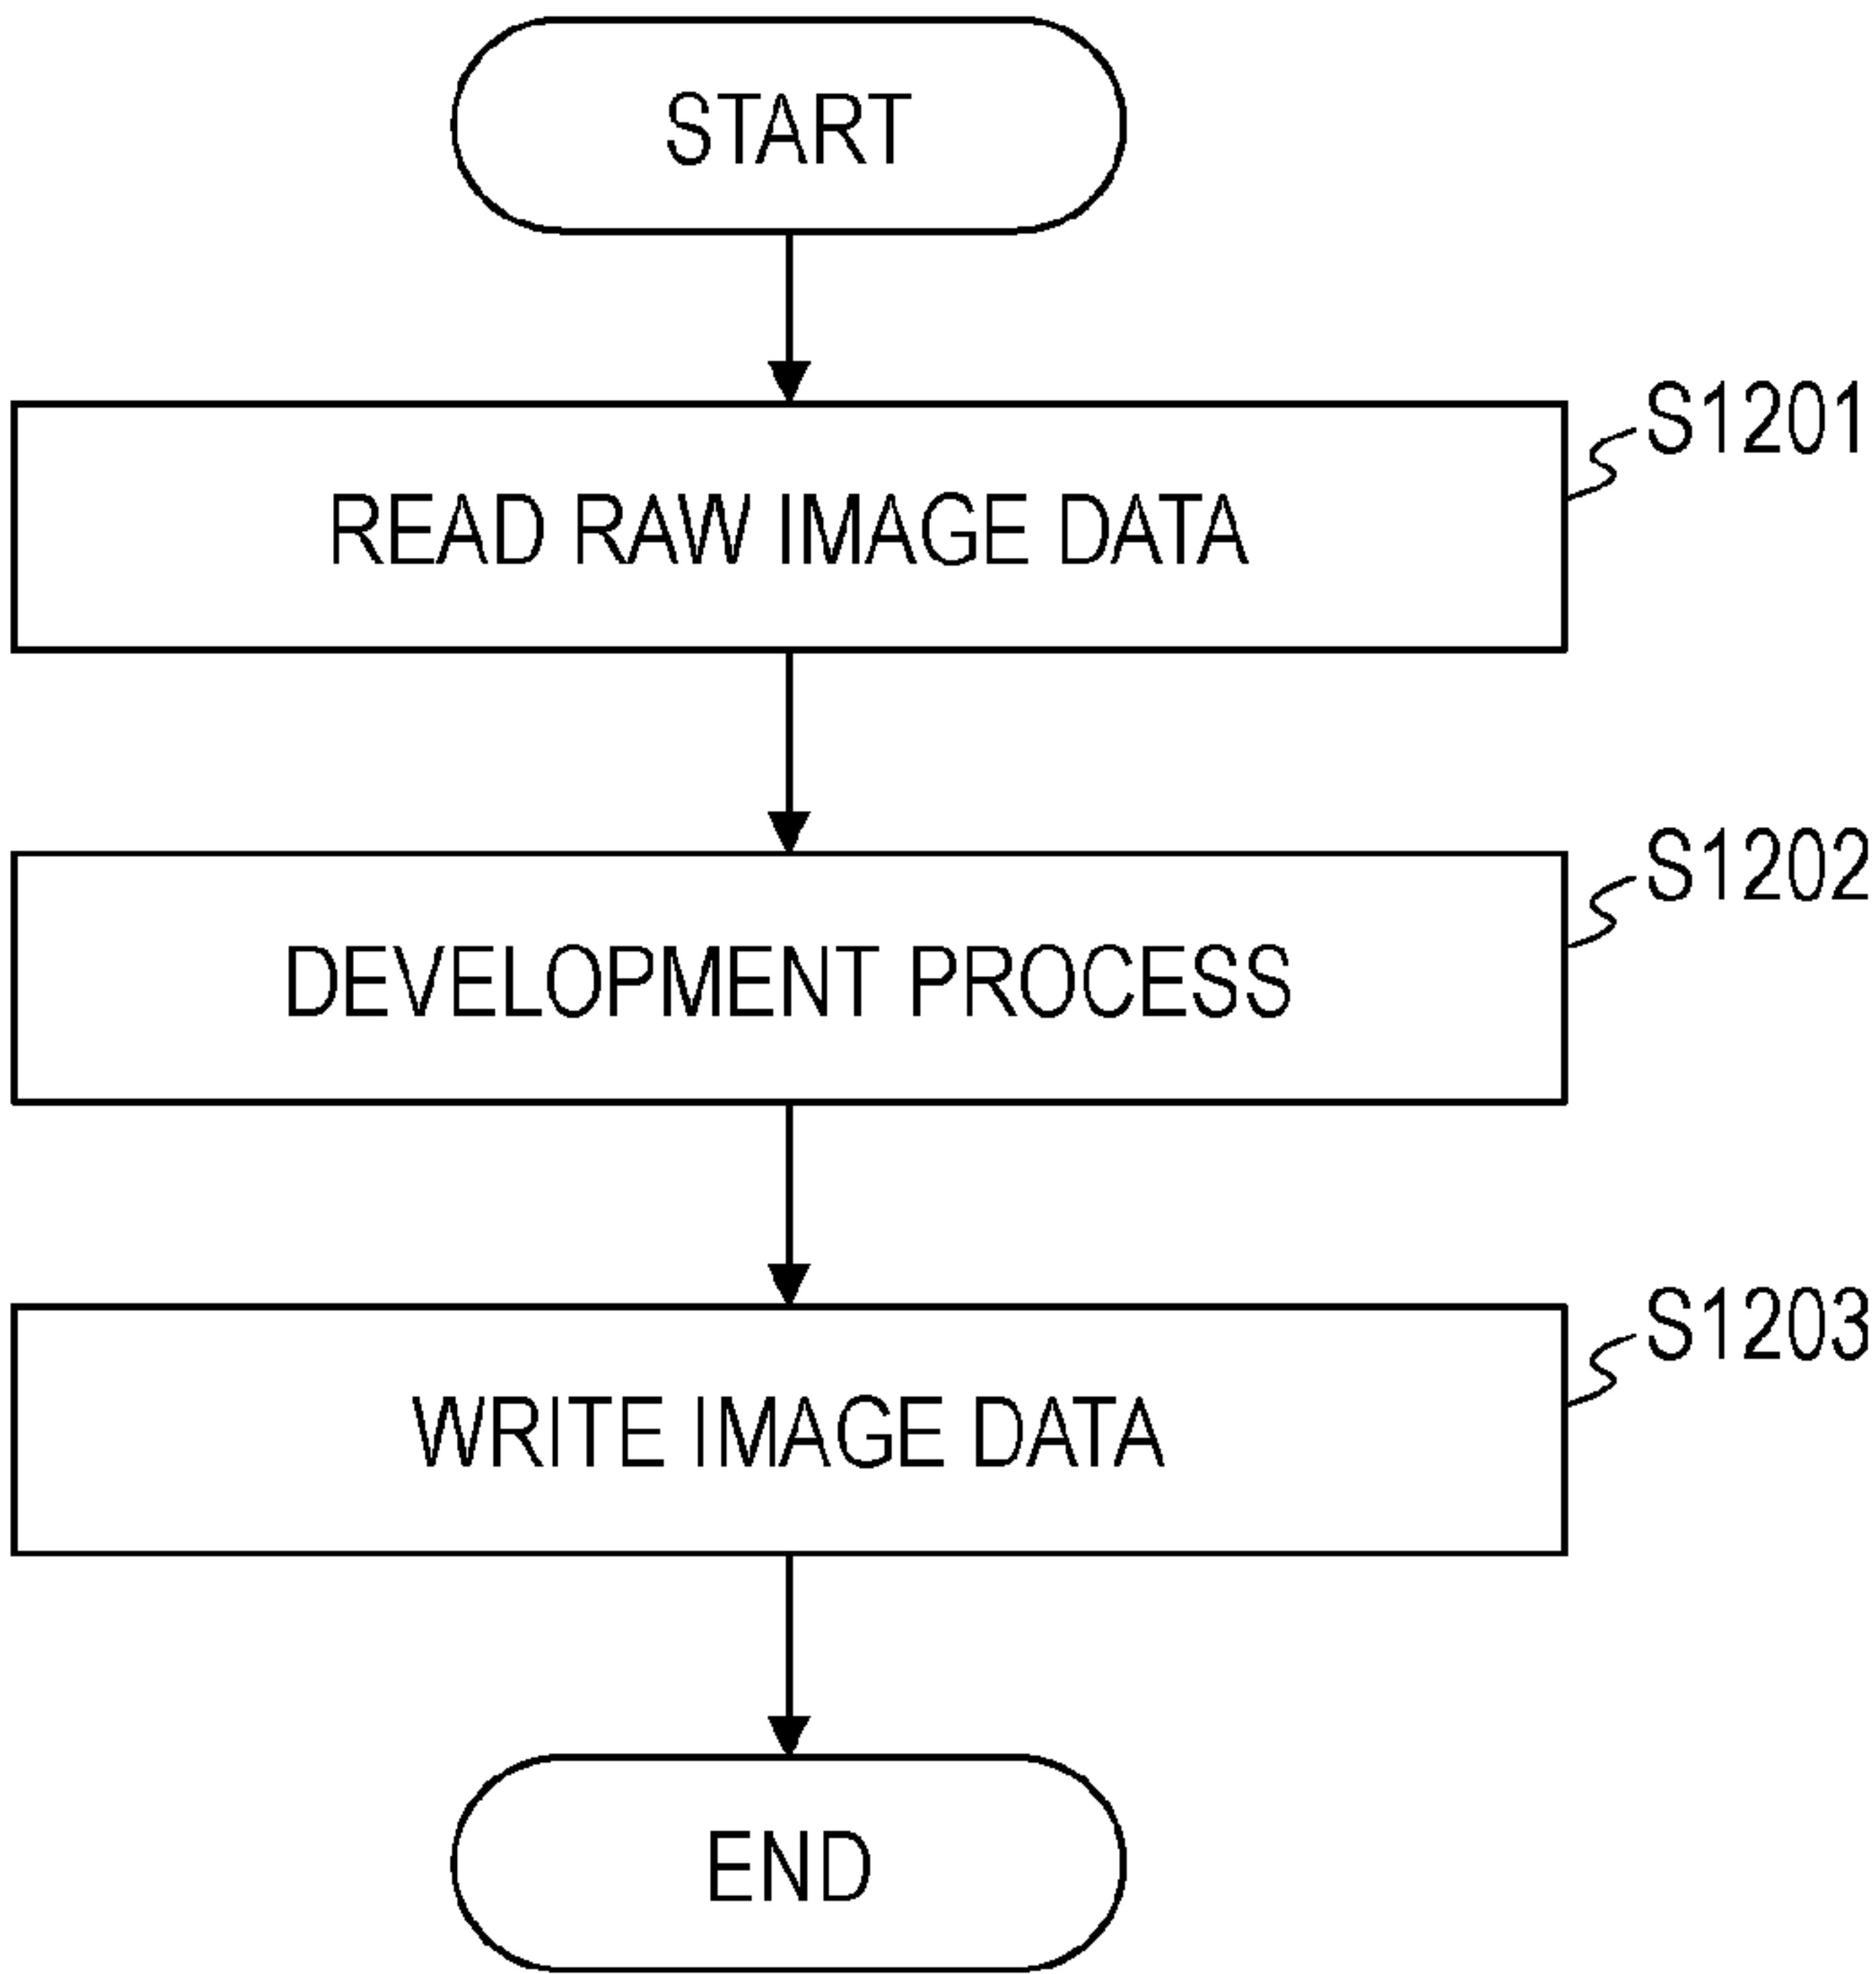 START
S1201
READ RAW IMAGE DATA
S1202
DEVELOPMENT PROCESS
S1203
WRITE IMAGE DATA
END